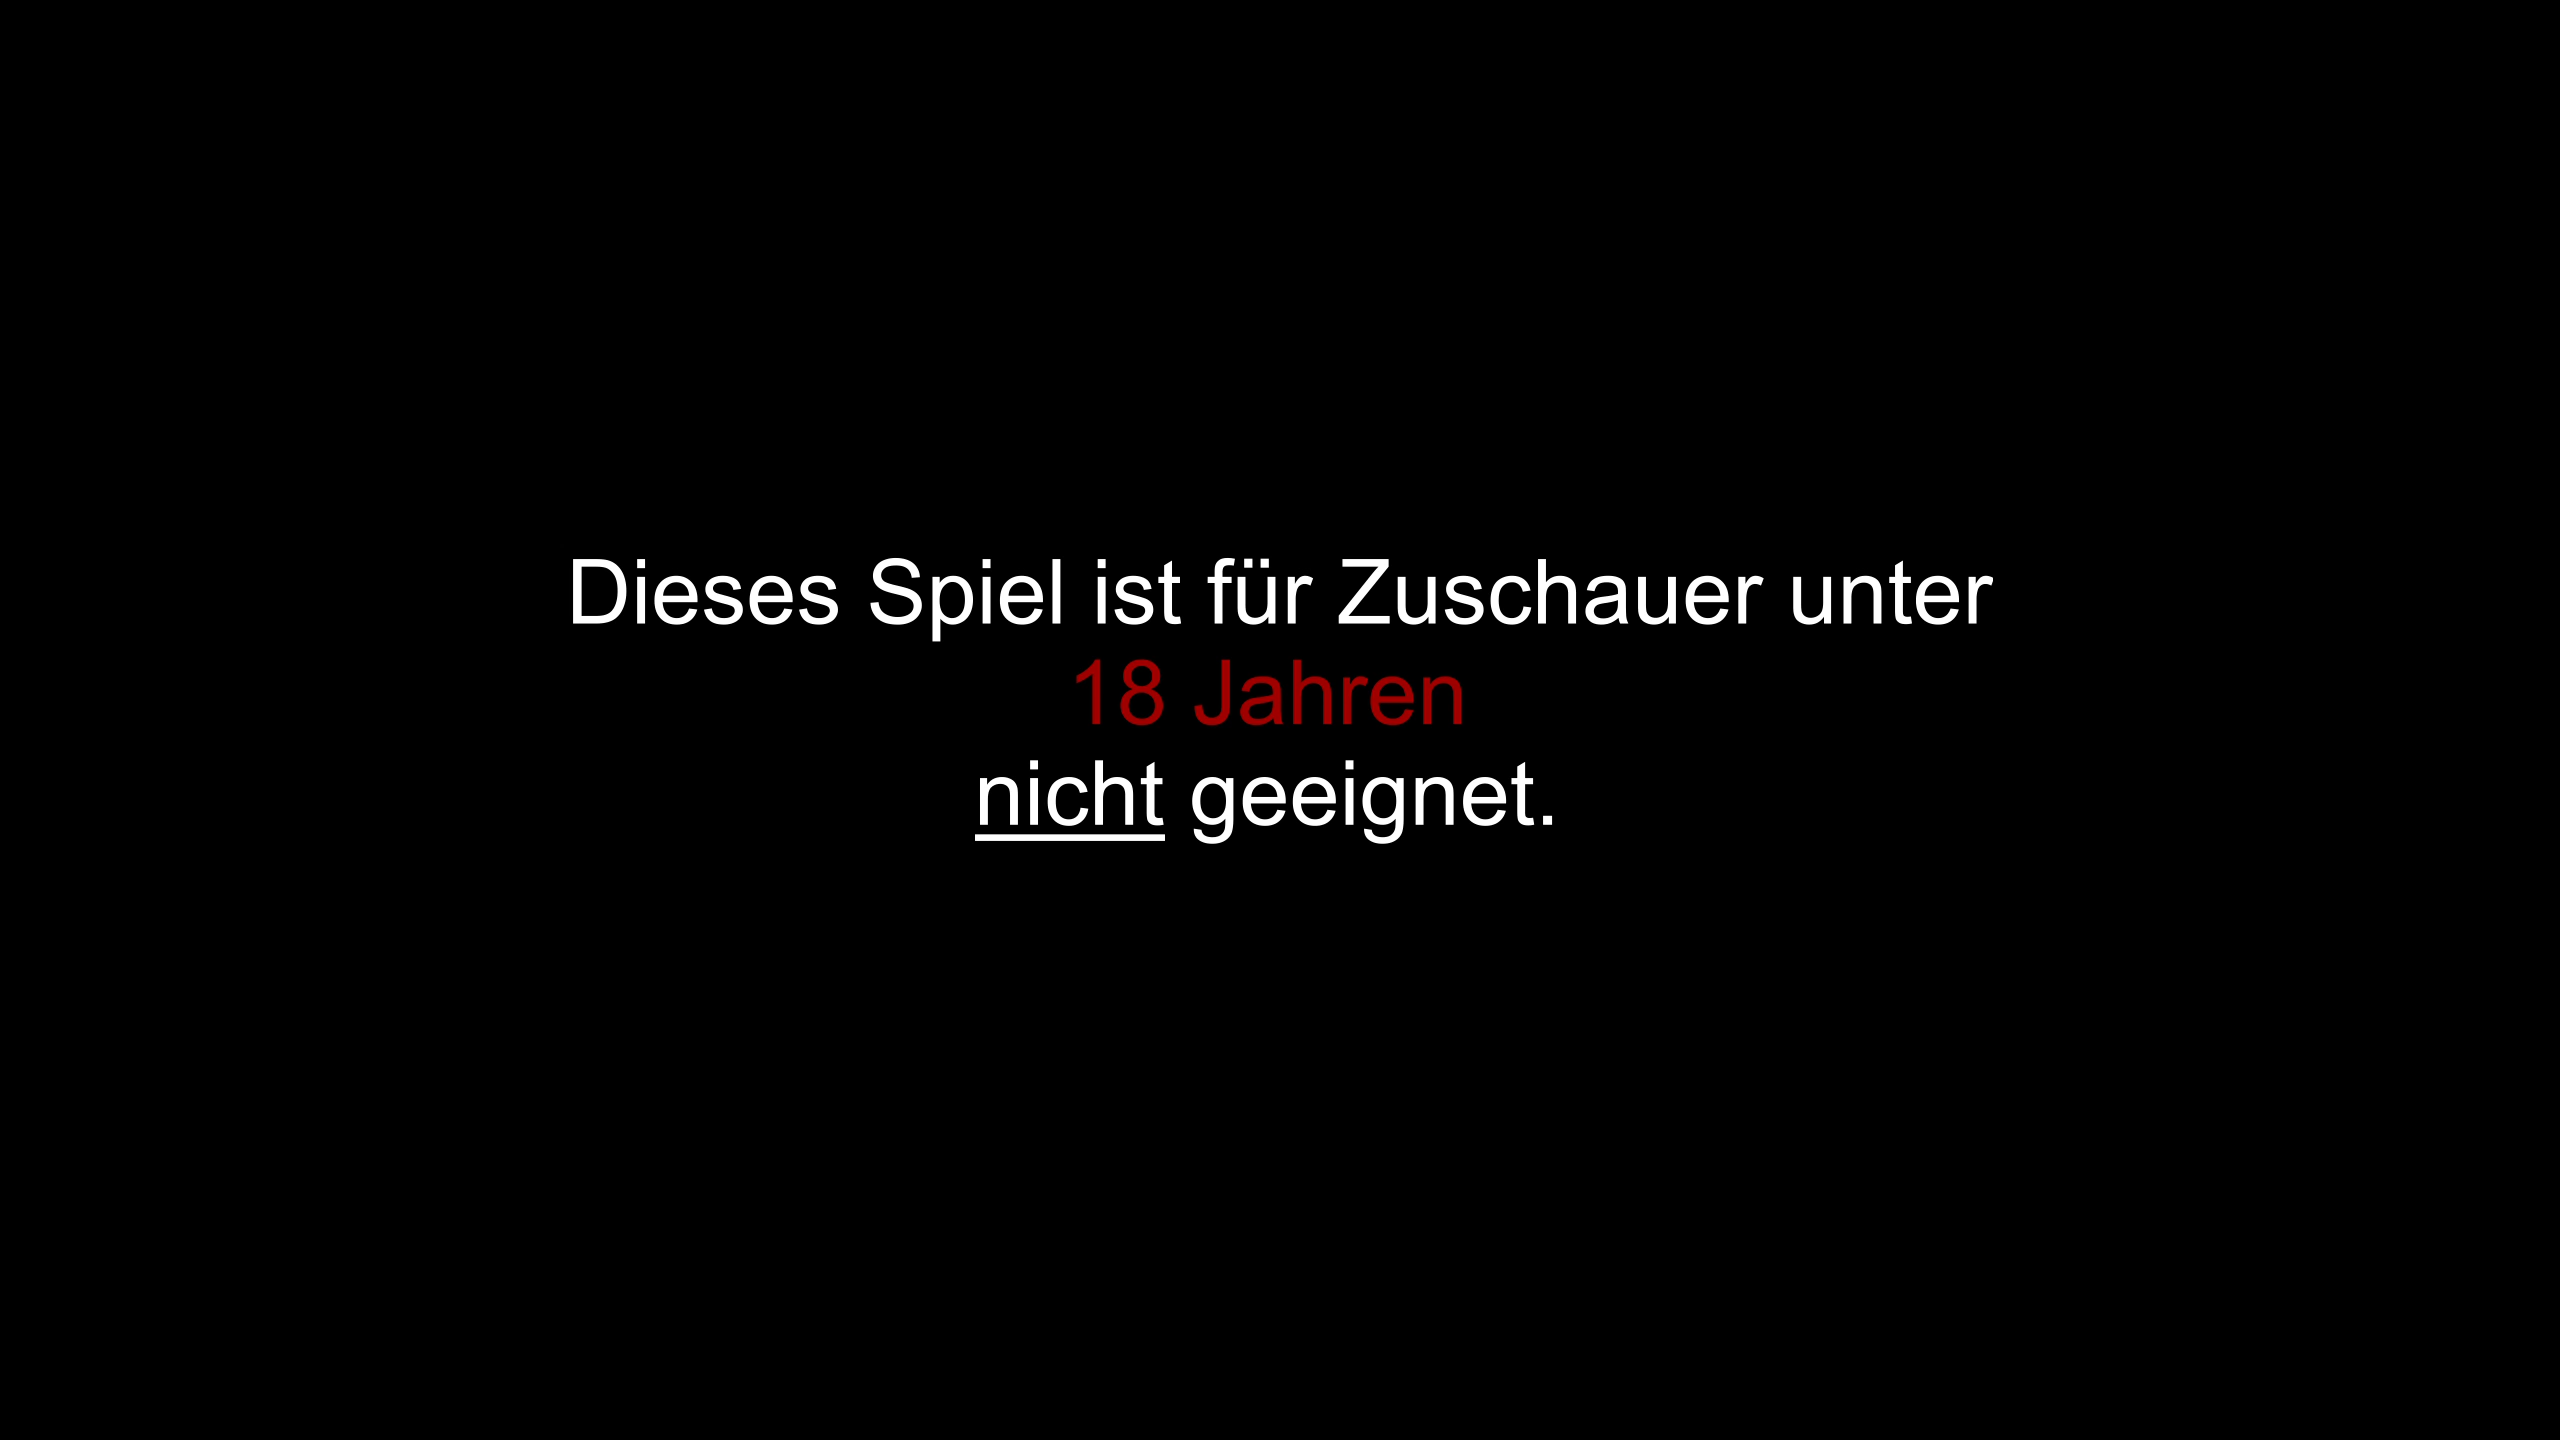 Dieses Spiel ist für Zuschauer unter
18 Jahren
nicht geeignet.